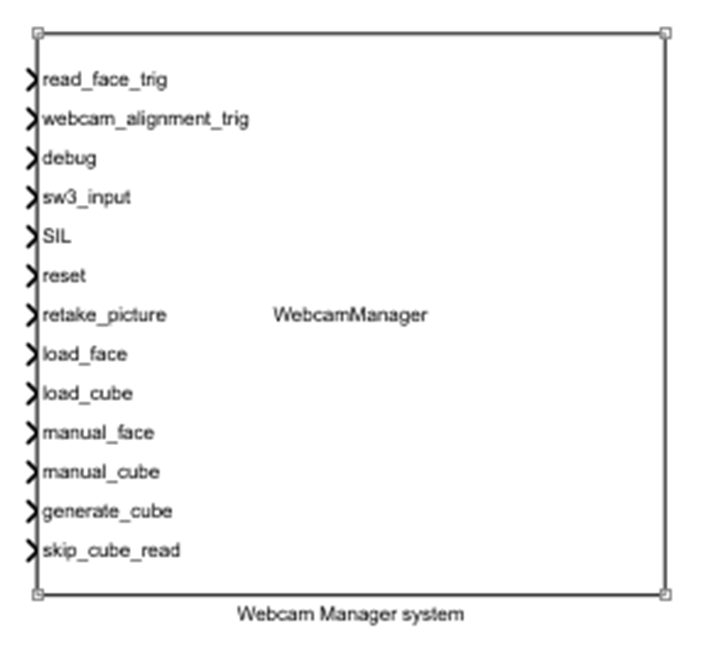 read_face_trig
webcam_alignment_trig
debug
sw3_input
SIL
reset
retake_picture
WebcamManager
load_face
load_cube
manual_face
manual_cube
generate_cube
skip_cube_read
Webcam Manager system